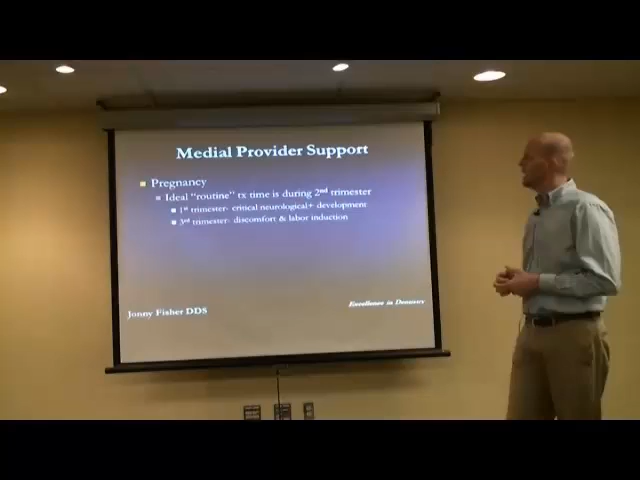 Medial Provider Support
Pregnancy
Ideal “routine” tx time is during 2nd trimester
1st trimester- critical neurological+ development
3rd trimester- discomfort & labor induction
Jonny Fisher DDS
Excellence in Dentistry